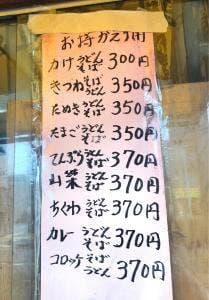 お持かえり用
かけうどんそば300円
きつねそばうどん350円
たぬきうどんそば350円
たまごうどんそば350円
てんぷらうどんそば370円
山菜うどんそば370円
ちくわうどんそば370円
カレーうどんそば370円
コロッケそばうどん370円